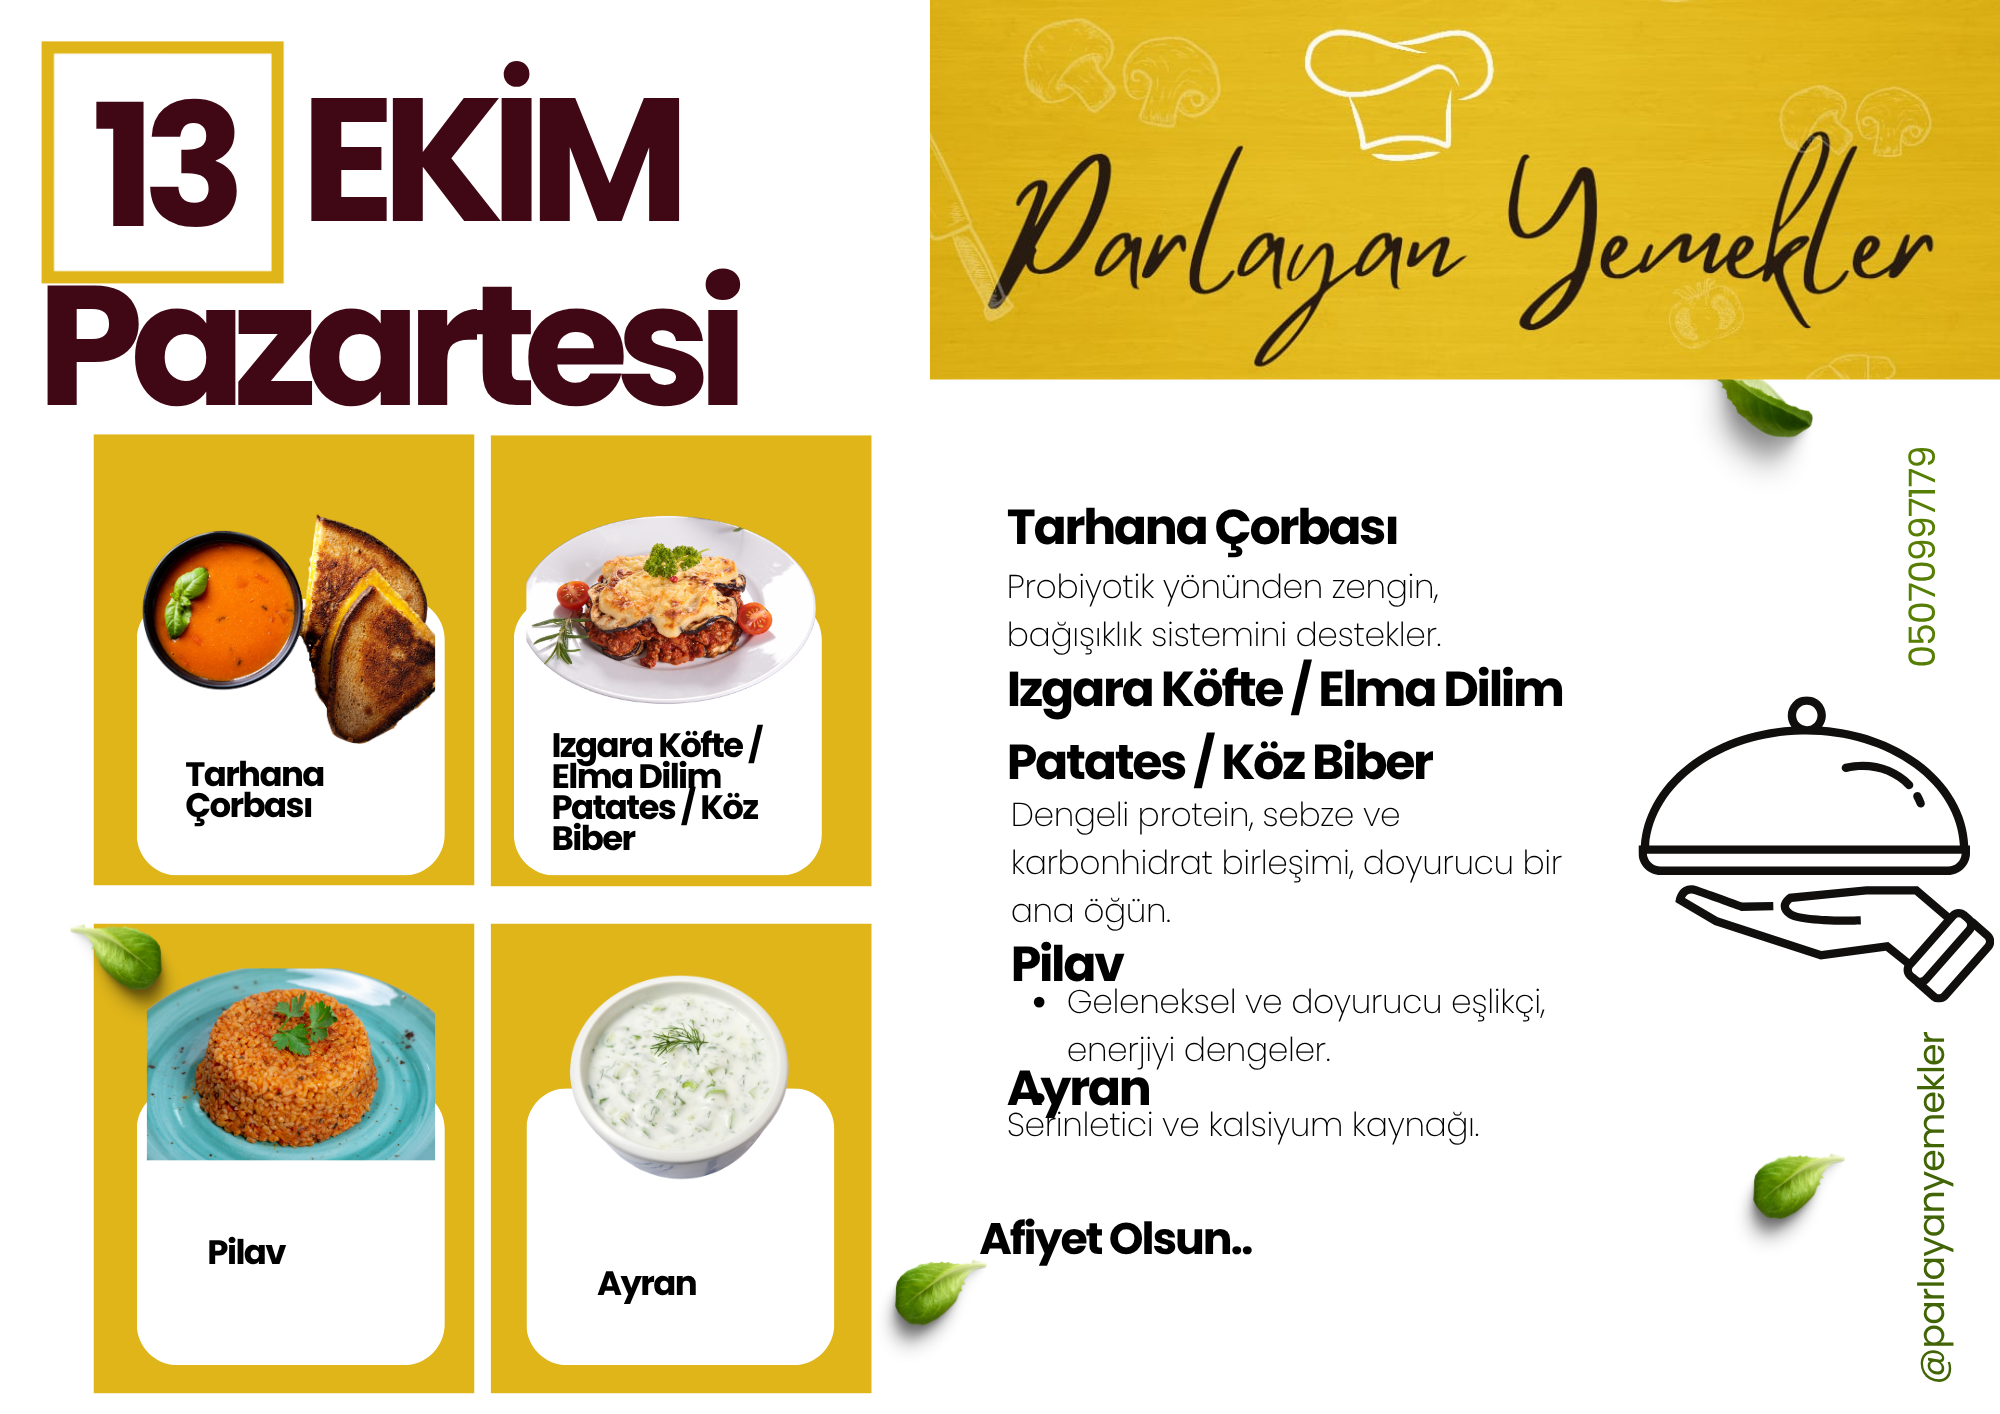 13 EKİM
Pazartesi
Parlayan Yemekler
Tarhana
Çorbası
Izgara Köfte /
Elma Dilim
Patates / Köz
Biber
Pilav
Ayran
Tarhana Çorbası
Probiyotik yönünden zengin,
bağışıklık sistemini destekler.
Izgara Köfte / Elma Dilim
Patates / Köz Biber
Dengeli protein, sebze ve
karbonhidrat birleşimi, doyurucu bir
ana öğün.
Pilav
• Geleneksel ve doyurucu eşlikçi,
enerjiyi dengeler.
Ayran
Serinletici ve kalsiyum kaynağı.
Afiyet Olsun..
05070997179
@parlayanyemekler